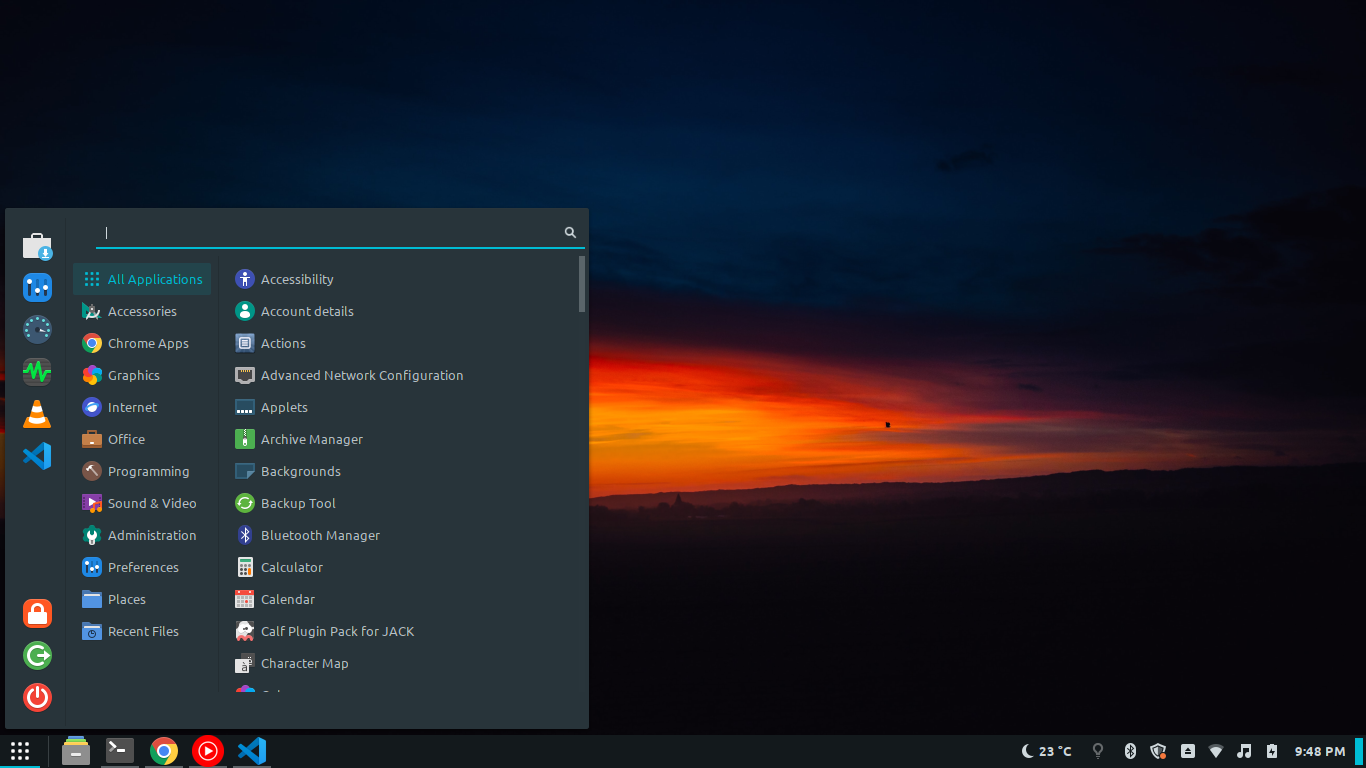 All Applications
Accessories
Chrome Apps
Graphics
Internet
Office
Programming
Sound & Video
Administration
Preferences
Places
Recent Files
Accessibility
Account details
Actions
Advanced Network Configuration
Applets
Archive Manager
Backgrounds
Backup Tool
Bluetooth Manager
Calculator
Calendar
Calf Plugin Pack for JACK
Character Map
23 °C
9:48 PM